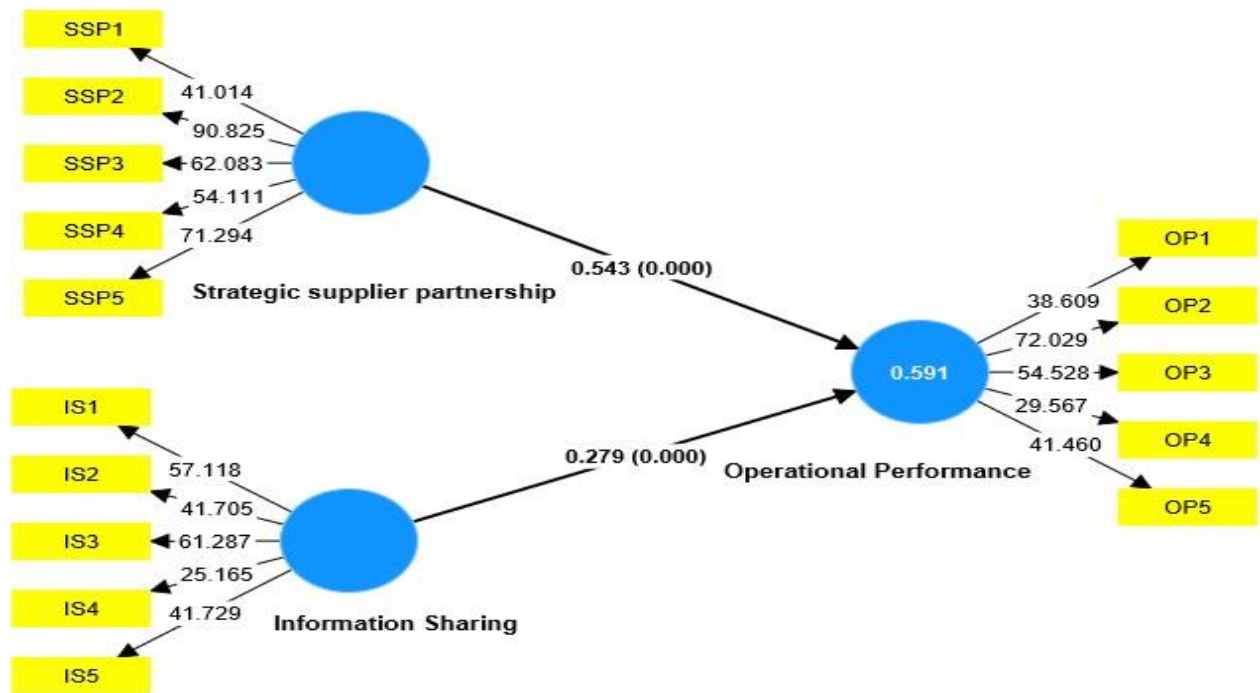 SSP1
SSP2
SSP3
SSP4
SSP5
41.014
90.825
62.083
54.111
71.294
Strategic supplier partnership
0.543 (0.000)
IS1
IS2
IS3
IS4
IS5
57.118
41.705
61.287
25.165
41.729
Information Sharing
0.279 (0.000)
0.591
Operational Performance
38.609
72.029
54.528
29.567
41.460
OP1
OP2
OP3
OP4
OP5